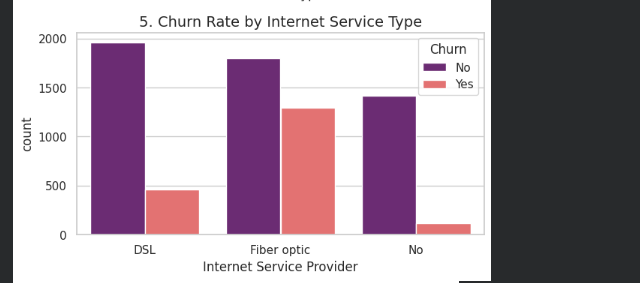 5. Churn Rate by Internet Service Type
Churn
No
Yes
2000
1500
1000
500
0
count
DSL Fiber optic No
Internet Service Provider